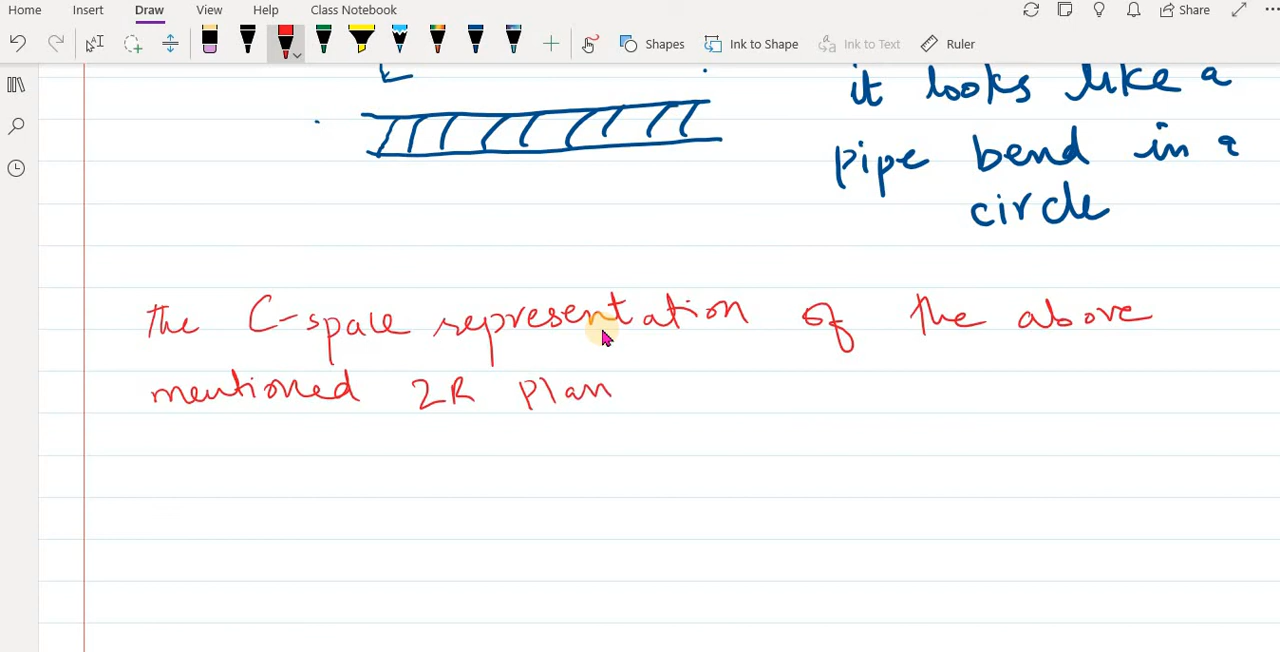 Home Insert Draw View Help Class Notebook Share
Shapes Ink to Shape Ink to Text Ruler
it looks like a
pipe bend in a
circle
The C-space representation of the above
mentioned 2R plan